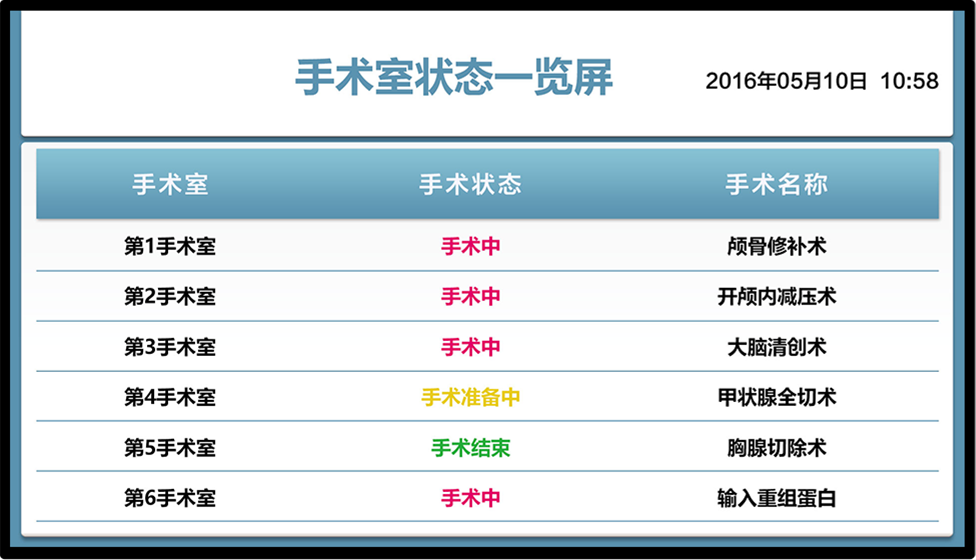 手术室状态一览屏
2016年05月10日 10:58
手术室 手术状态 手术名称
第1手术室 手术中 颅骨修补术
第2手术室 手术中 开颅内减压术
第3手术室 手术中 大脑清创术
第4手术室 手术准备中 甲状腺全切术
第5手术室 手术结束 胸腺切除术
第6手术室 手术中 输入重组蛋白